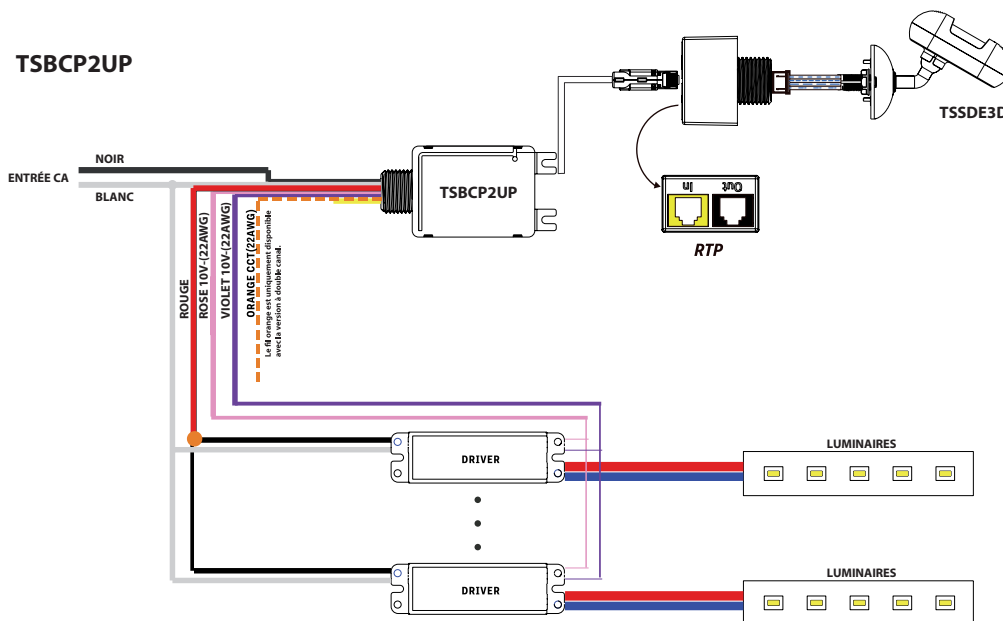 TSBCP2UP
TSSDE3D
NOIR
ENTRÉE CA
BLANC
TSBCP2UP
In
Out
RTP
ROUGE
ROSE 10V-(22AWG)
VIOLET 10V-(22AWG)
ORANGE CCT(22AWG)
Le fil orange est uniquement disponible
avec la version à double canal.
DRIVER
LUMINAIRES
DRIVER
LUMINAIRES